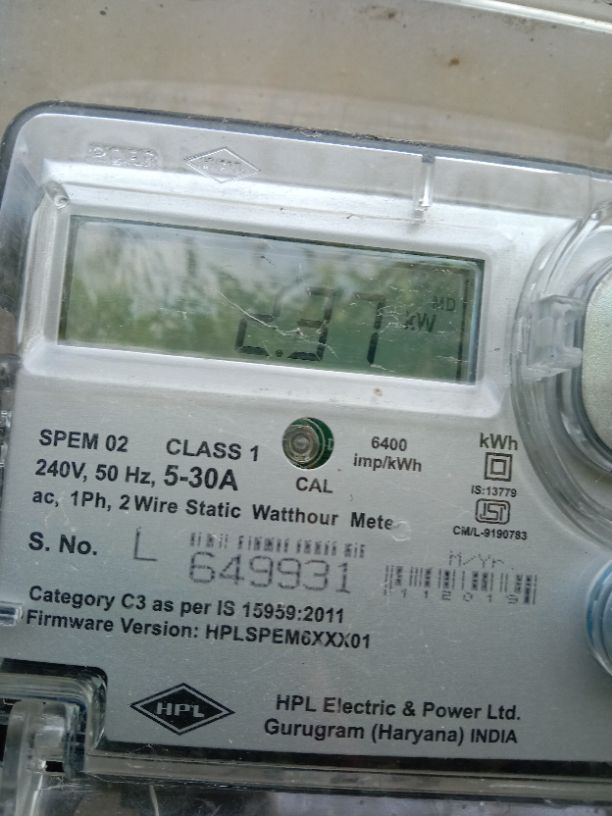 MD
2.37 kW
SPEM 02 CLASS 1
240V, 50 Hz, 5-30A
ac, 1Ph, 2 Wire Static Watthour Mete
CAL
6400
imp/kWh
kWh
IS:13779
ISI
CM/L-9190783
S. No. L 649931
M/Yr.
112019
Category C3 as per IS 15959:2011
Firmware Version: HPLSPEM6XXX01
HPL
HPL Electric & Power Ltd.
Gurugram (Haryana) INDIA